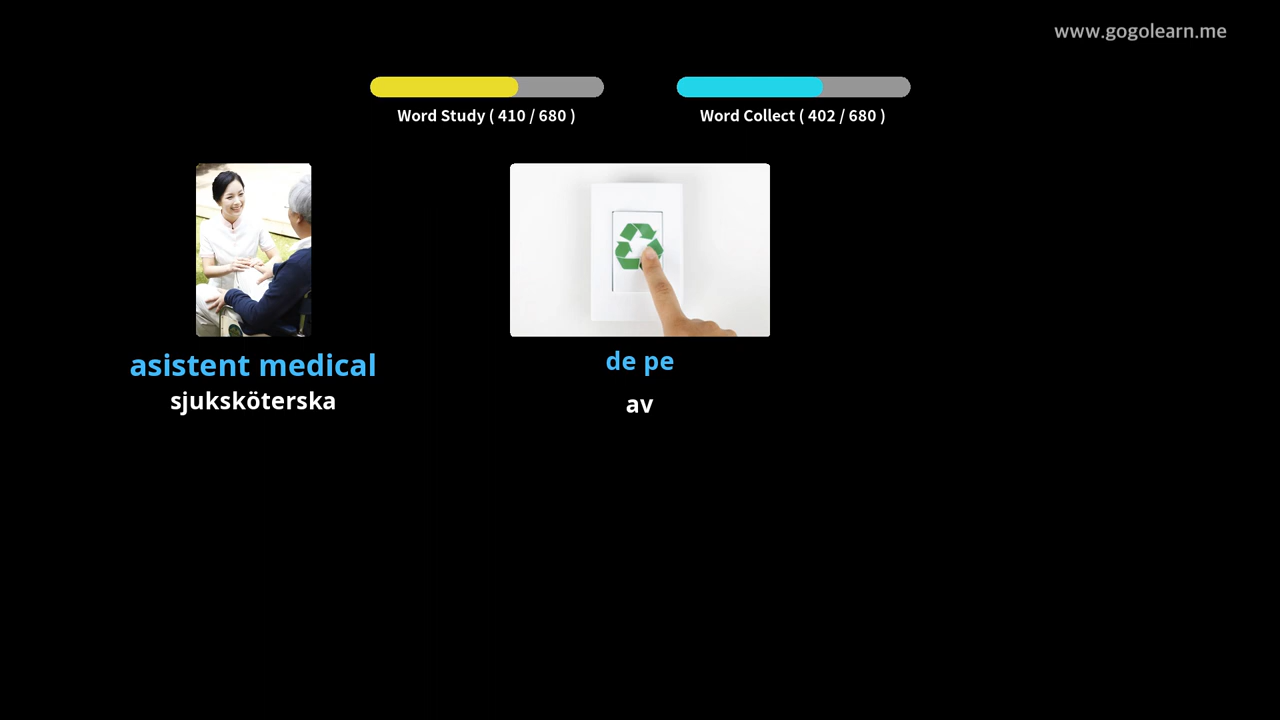 www.gogolearn.me
Word Study ( 410 / 680 )
Word Collect ( 402 / 680 )
asistent medical
sjuksköterska
de pe
av